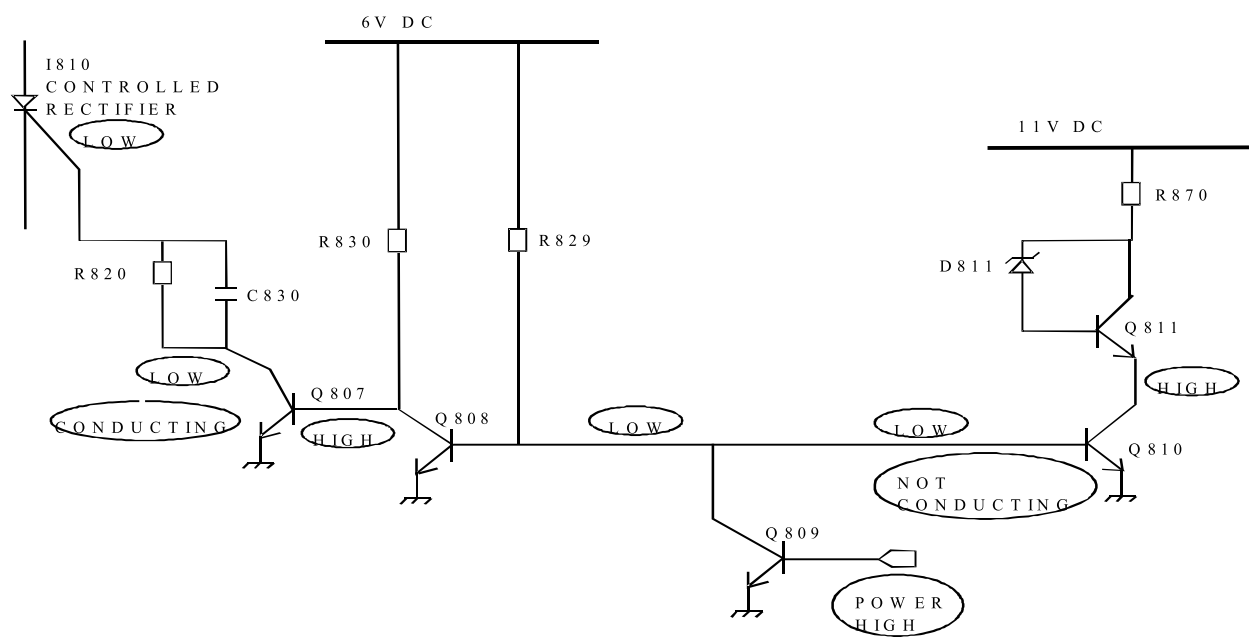 6V DC
I810
CONTROLLED
RECTIFIER
LOW
11V DC
R870
R830
R829
R820
D811
C830
Q811
LOW
Q807
HIGH
CONDUCTING
HIGH
Q808
LOW
LOW
Q810
NOT
CONDUCTING
Q809
POWER
HIGH